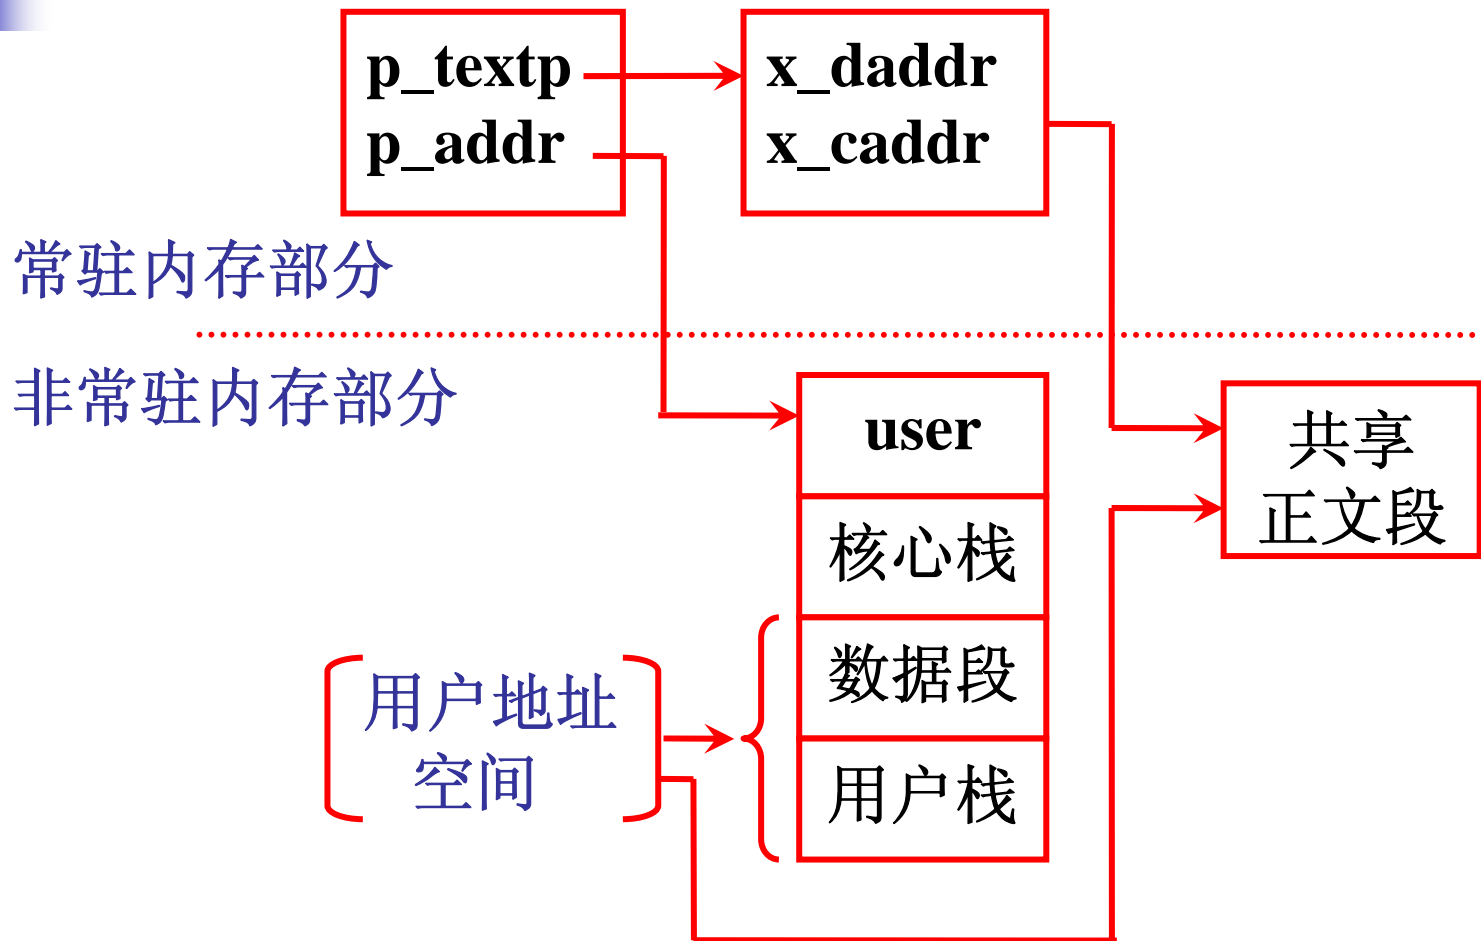 p_textp
p_addr
x_daddr
x_caddr
常驻内存部分
非常驻内存部分
user
核心栈
数据段
用户栈
共享
正文段
用户地址
空间